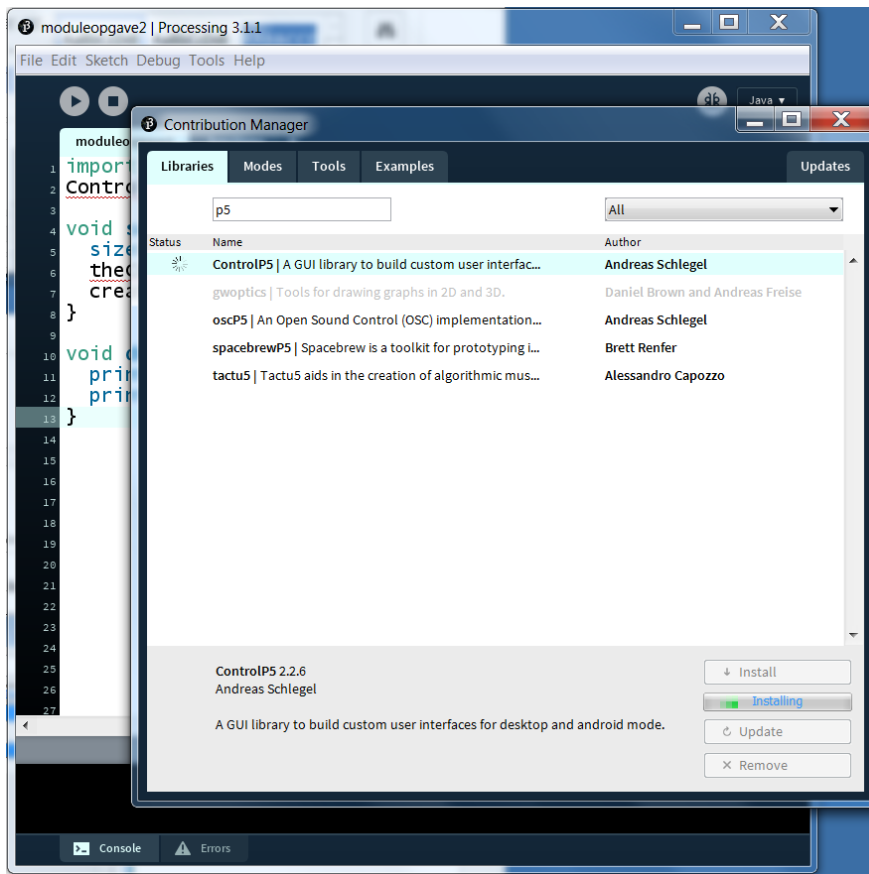 moduleopgave2 | Processing 3.1.1
File Edit Sketch Debug Tools Help
Java ▾
Contribution Manager
moduleo
Libraries Modes Tools Examples Updates
p5 All
Status Name Author
ControlP5 | A GUI library to build custom user interfac... Andreas Schlegel
gwoptics | Tools for drawing graphs in 2D and 3D. Daniel Brown and Andreas Freise
oscP5 | An Open Sound Control (OSC) implementation... Andreas Schlegel
spacebrewP5 | Spacebrew is a toolkit for prototyping i... Brett Renfer
tactu5 | Tactu5 aids in the creation of algorithmic mus... Alessandro Capozzo
1 import
2 Contro
3
4 void s
5 size
6 theC
7 crea
8 }
9
10 void d
11 prin
12 prin
13 }
14
15
16
17
18
19
20
21
22
23
24
25
26
27
ControlP5 2.2.6
Andreas Schlegel
A GUI library to build custom user interfaces for desktop and android mode.
Install
Installing
Update
Remove
Console Errors